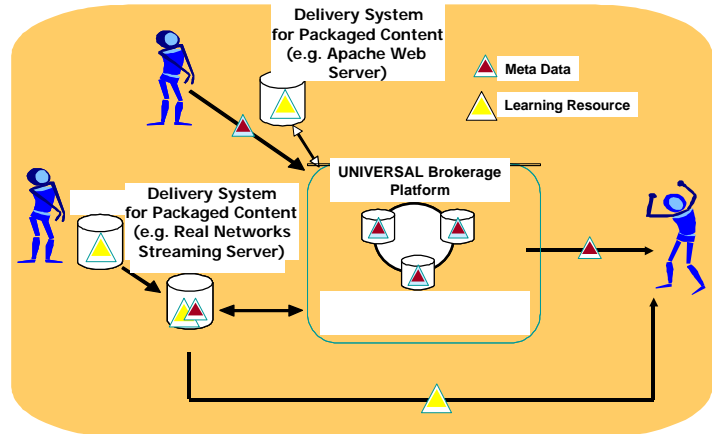 Delivery System
for Packaged Content
(e.g. Apache Web
Server)
Meta Data
Learning Resource
UNIVERSAL Brokerage
Platform
Delivery System
for Packaged Content
(e.g. Real Networks
Streaming Server)